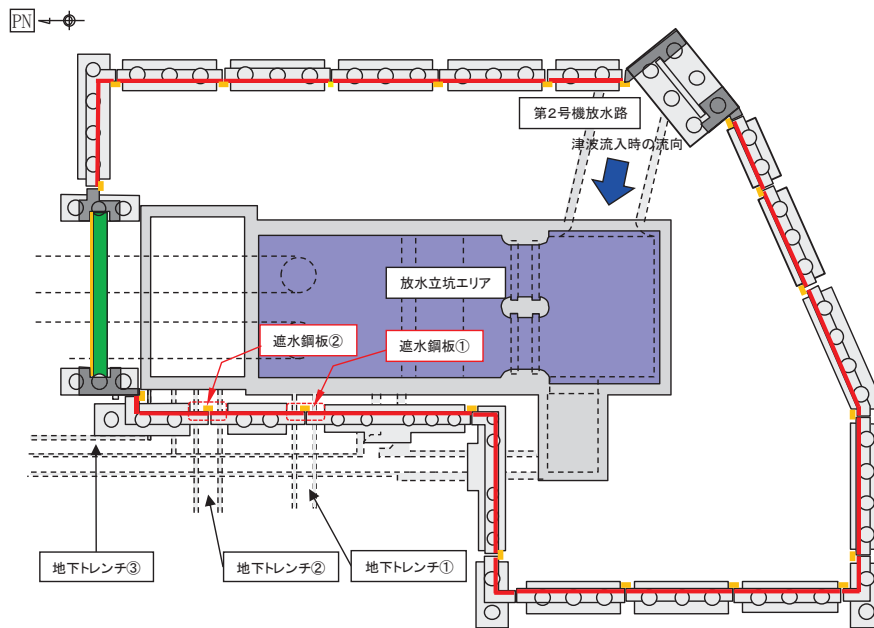 PN
第2号機放水路
津波流入時の流向
放水立坑エリア
遮水鋼板②
遮水鋼板①
地下トレンチ③
地下トレンチ②
地下トレンチ①